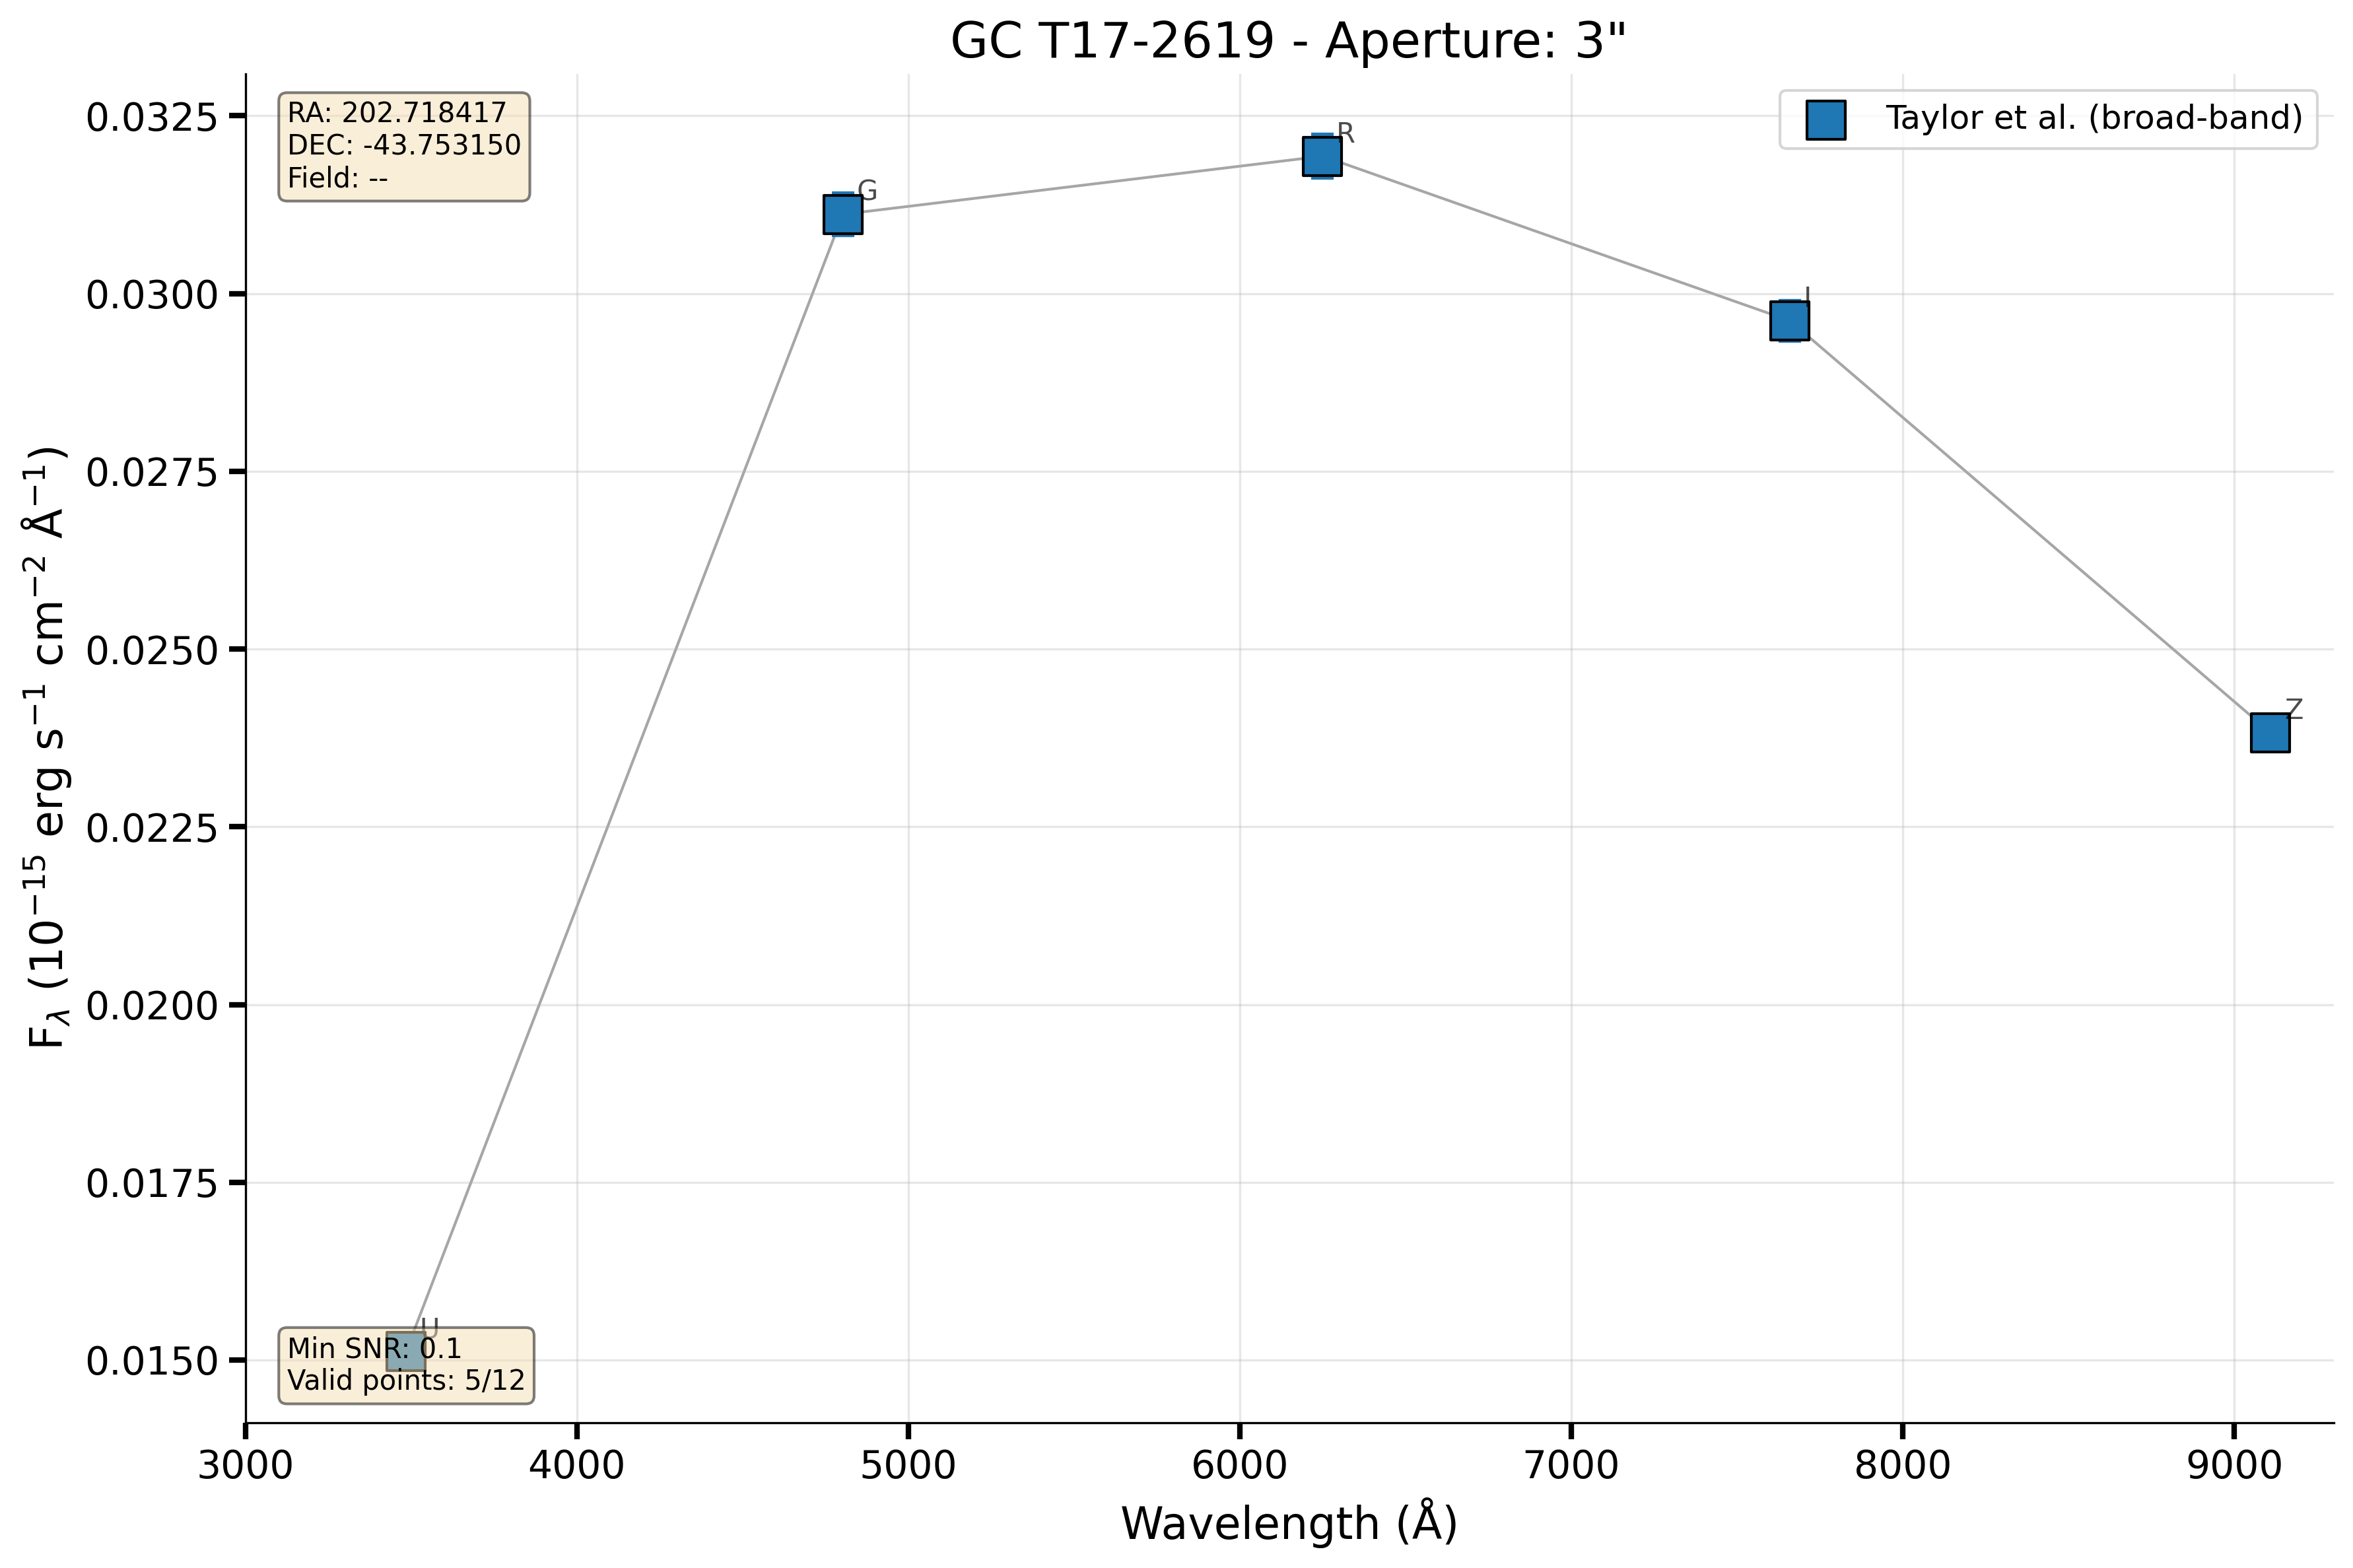 GC T17-2619 - Aperture: 3"
RA: 202.718417
DEC: -43.753150
Field: --
Taylor et al. (broad-band)
G
R
I
Z
U
Min SNR: 0.1
Valid points: 5/12
0.0325
0.0300
0.0275
0.0250
0.0225
0.0200
0.0175
0.0150
F_λ (10⁻¹⁵ erg s⁻¹ cm⁻² Å⁻¹)
3000 4000 5000 6000 7000 8000 9000
Wavelength (Å)